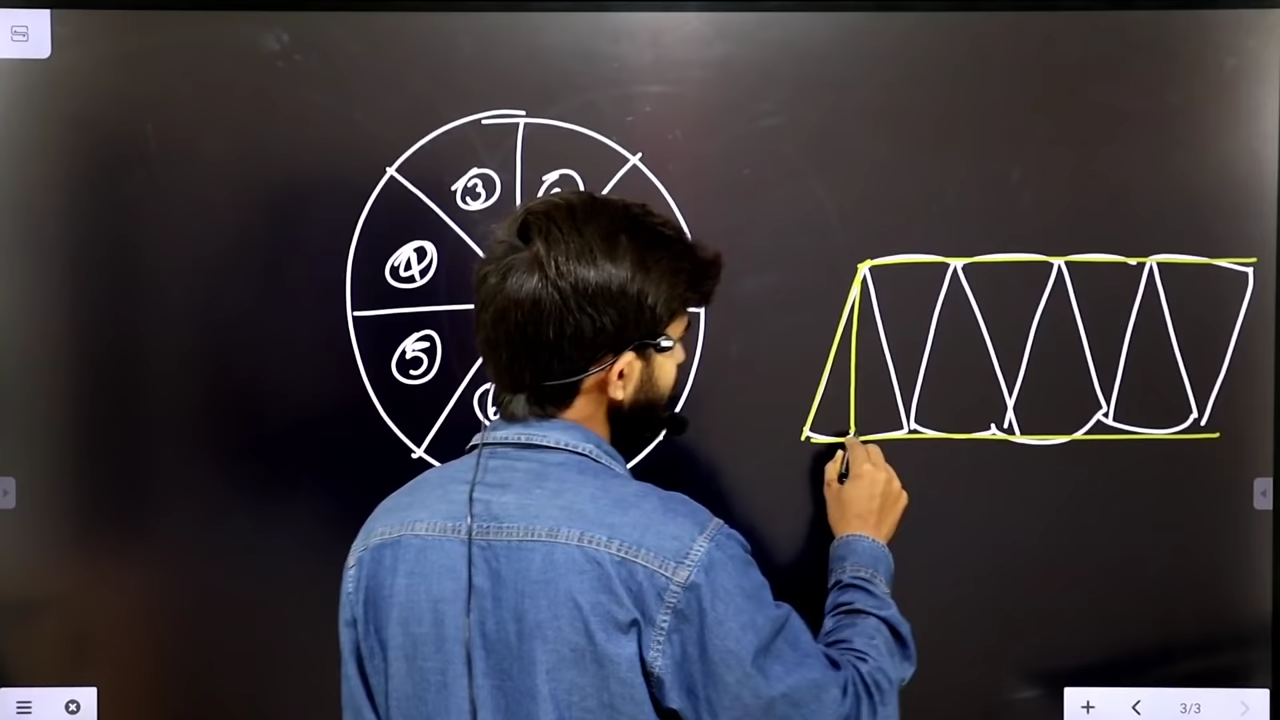 ③
④
⑤
3/3